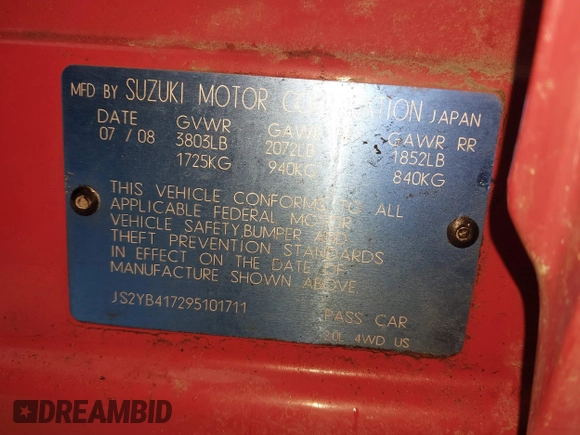 MFD BY SUZUKI MOTOR CORPORATION JAPAN
DATE GVWR GAWR GAWR RR
07 / 08 3803LB 2072LB 1852LB
1725KG 940KG 840KG
THIS VEHICLE CONFORMS TO ALL
APPLICABLE FEDERAL MOTOR
VEHICLE SAFETY,BUMPER AND
THEFT PREVENTION STANDARDS
IN EFFECT ON THE DATE OF
MANUFACTURE SHOWN ABOVE
JS2YB417295101711 PASS CAR
4WD US
DREAMBID